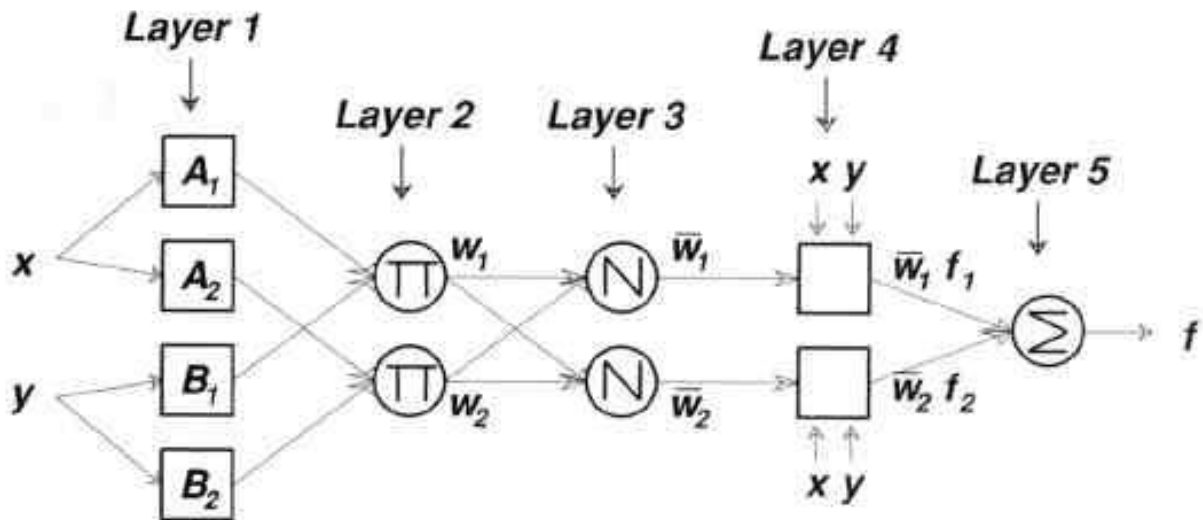 Layer 1
Layer 2
Layer 3
Layer 4
Layer 5
x
y
A₁
A₂
B₁
B₂
Π
Π
w₁
w₂
N
N
w̅₁
w̅₂
x y
x y
w̅₁ f₁
w̅₂ f₂
Σ
f